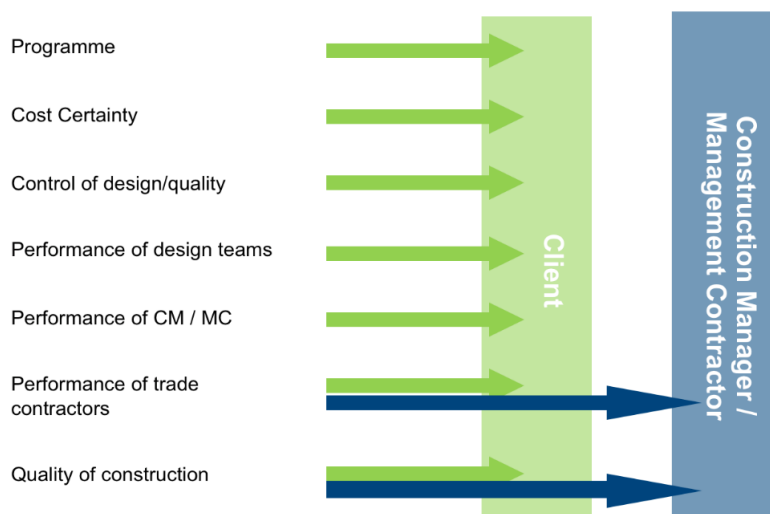 Programme
Cost Certainty
Control of design/quality
Performance of design teams
Performance of CM / MC
Performance of trade
contractors
Quality of construction
Client
Construction Manager /
Management Contractor